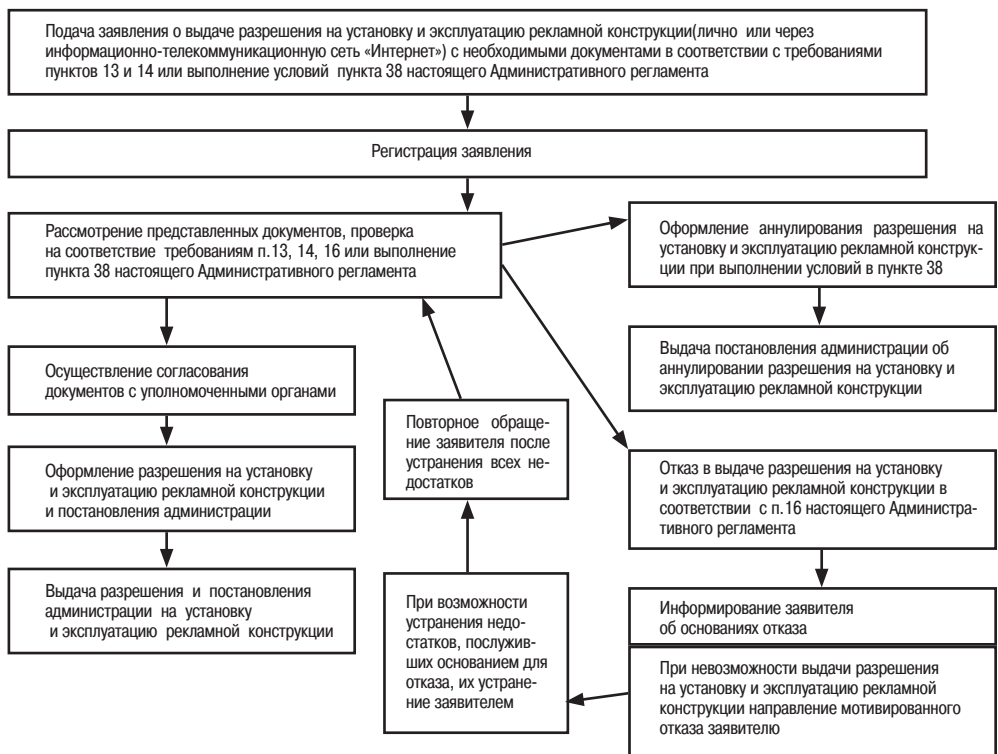 Подача заявления о выдаче разрешения на установку и эксплуатацию рекламной конструкции(лично или через
информационно-телекоммуникационную сеть «Интернет») с необходимыми документами в соответствии с требованиями
пунктов 13 и 14 или выполнение условий пункта 38 настоящего Административного регламента
Регистрация заявления
Рассмотрение представленных документов, проверка
на соответствие требованиям п.13, 14, 16 или выполнение
пункта 38 настоящего Административного регламента
Оформление аннулирования разрешения на
установку и эксплуатацию рекламной конструк-
ции при выполнении условий в пункте 38
Выдача постановления администрации об
аннулировании разрешения на установку и
эксплуатацию рекламной конструкции
Осуществление согласования
документов с уполномоченными органами
Повторное обраще-
ние заявителя после
устранения всех не-
достатков
Оформление разрешения на установку
и эксплуатацию рекламной конструкции
и постановления администрации
Отказ в выдаче разрешения на установку
и эксплуатацию рекламной конструкции в
соответствии с п.16 настоящего Администра-
тивного регламента
Выдача разрешения и постановления
администрации на установку
и эксплуатацию рекламной конструкции
При возможности
устранения недо-
статков, послужив-
ших основанием для
отказа, их устране-
ние заявителем
Информирование заявителя
об основаниях отказа
При невозможности выдачи разрешения
на установку и эксплуатацию рекламной
конструкции направление мотивированного
отказа заявителю